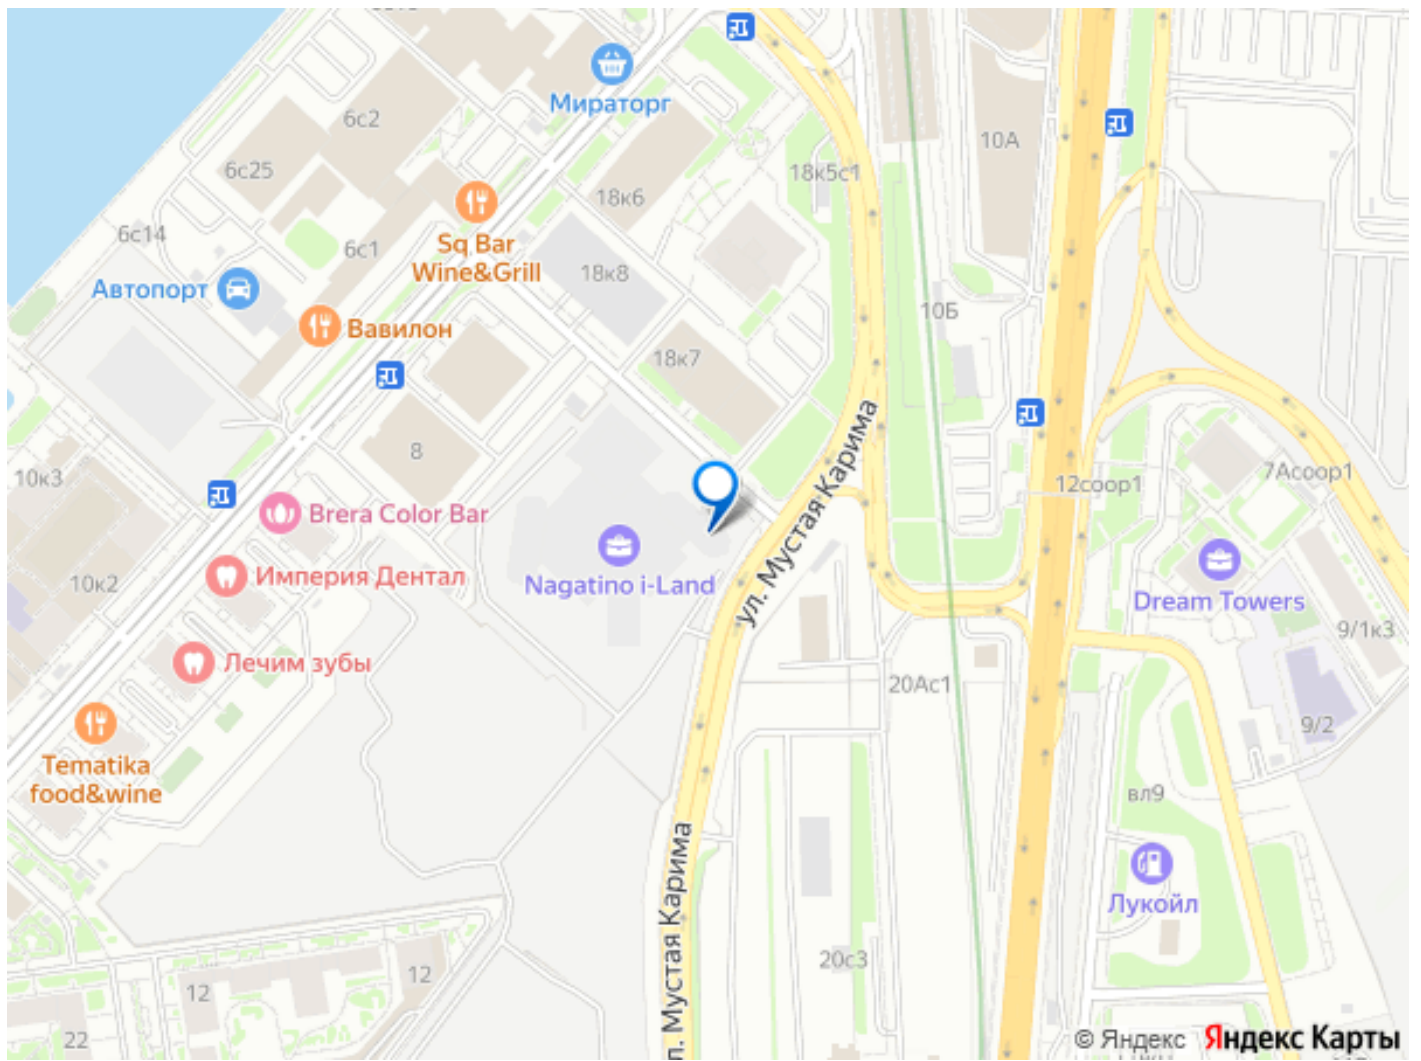 6с2
Мираторг
10А
6с25
18к6
18к5с1
6с14
6с1
Sq Bar
Wine&Grill
18к8
Автопорт
10Б
Вавилон
18к7
8
10к3
ул. Мустая Карима
7Асоор1
12соор1
Brera Color Bar
10к2
Империя Дентал
Nagatino i-Land
Dream Towers
9/1к3
Лечим зубы
20Ас1
9/2
Tematika
food&wine
вл9
л. Мустая Карима
Лукойл
20с3
12
12
22
© Яндекс Яндекс Карты